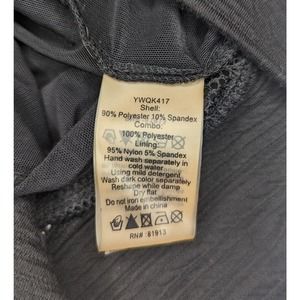 YWQK417
Shell:
90% Polyester 10% Spandex
Combo:
100% Polyester
Lining:
95% Nylon 5% Spandex
Hand wash separately in
cold water
Using mild detergent.
Wash dark color separately
Reshape while damp
Do not iron embellishment
Made in china
RN#: 81913